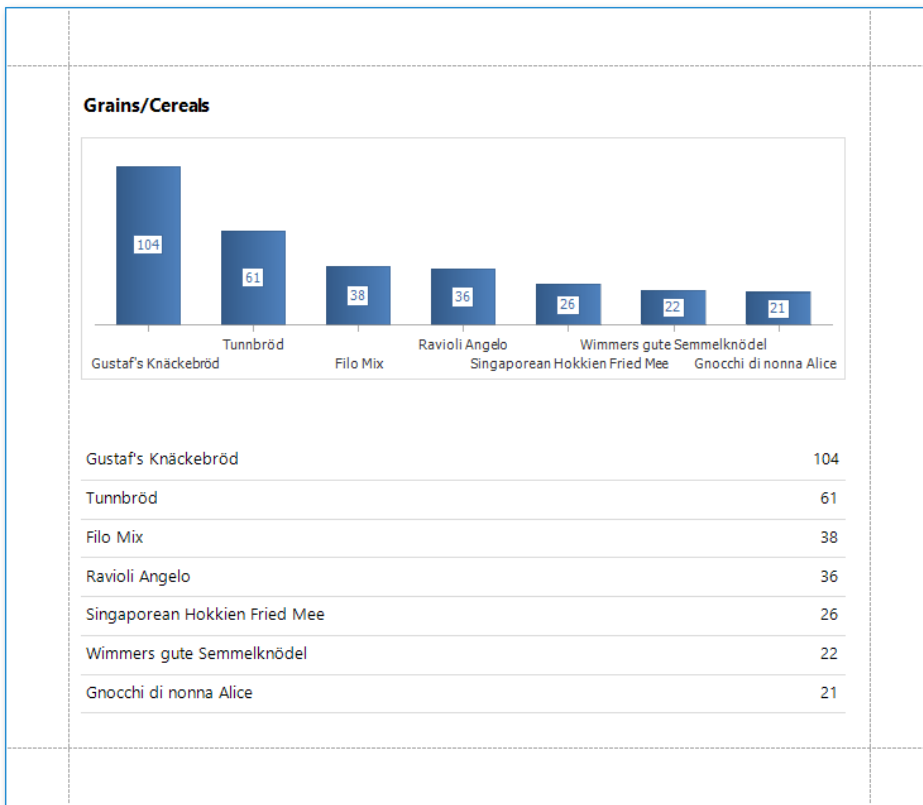 Grains/Cereals
104
61
38
36
26
22
21
Tunnbröd Ravioli Angelo Wimmers gute Semmelknödel
Gustaf's Knäckebröd Filo Mix Singaporean Hokkien Fried Mee Gnocchi di nonna Alice
Gustaf's Knäckebröd 104
Tunnbröd 61
Filo Mix 38
Ravioli Angelo 36
Singaporean Hokkien Fried Mee 26
Wimmers gute Semmelknödel 22
Gnocchi di nonna Alice 21